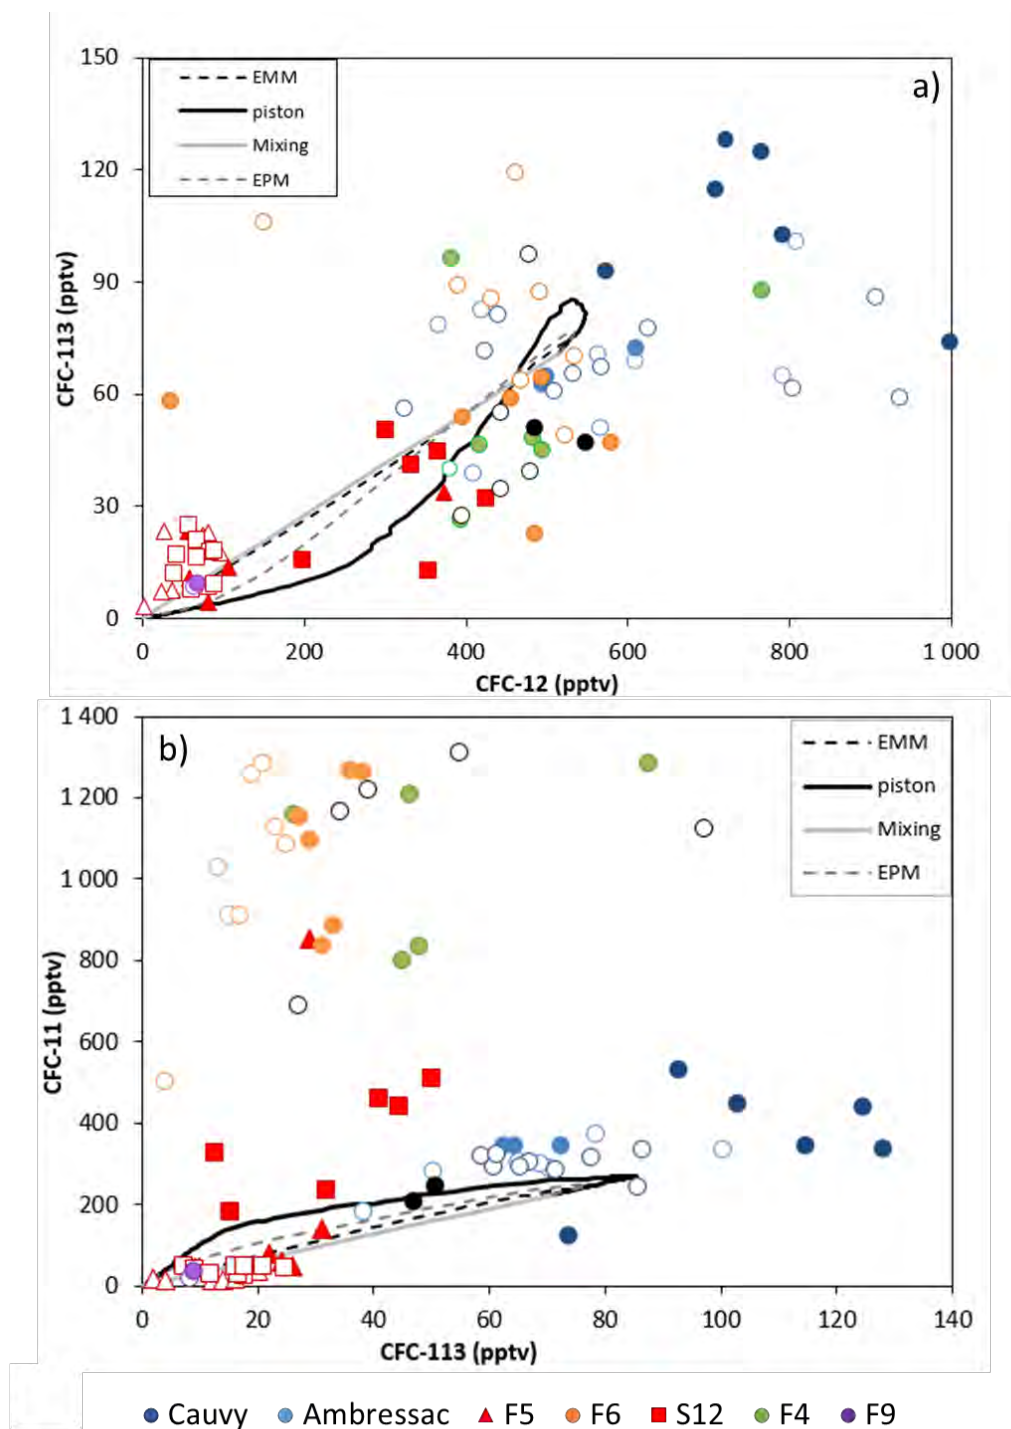 150
a)
EMM
piston
Mixing
EPM
120
90
60
30
0
CFC-113 (pptv)
0
200
400
600
800
1 000
CFC-12 (pptv)
1 400
b)
EMM
piston
Mixing
EPM
1 200
1 000
800
600
400
200
0
CFC-11 (pptv)
0
20
40
60
80
100
120
140
CFC-113 (pptv)
Cauvy Ambressac F5 F6 S12 F4 F9